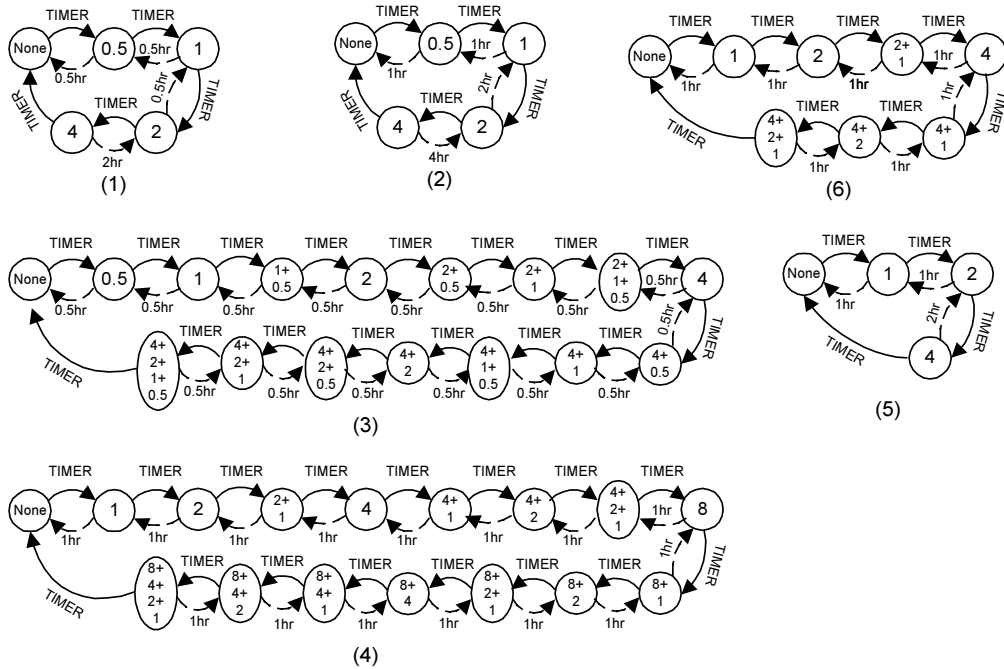 TIMER TIMER
None 0.5 1
0.5hr 0.5hr
TIMER TIMER 0.5hr TIMER
4 2
2hr
(1)
TIMER TIMER
None 0.5 1
1hr 1hr
TIMER TIMER 2hr TIMER
4 2
4hr
(2)
TIMER TIMER TIMER TIMER
None 1 2 2+ 1 4
1hr 1hr 1hr 1hr
TIMER TIMER TIMER 1hr TIMER
4+ 2+ 1 4+ 2 4+ 1
1hr 1hr
(6)
TIMER TIMER TIMER TIMER TIMER TIMER TIMER TIMER
None 0.5 1 1+ 0.5 2 2+ 0.5 2+ 1 2+ 1+ 0.5 4
0.5hr 0.5hr 0.5hr 0.5hr 0.5hr 0.5hr 0.5hr 0.5hr
TIMER TIMER TIMER TIMER TIMER TIMER TIMER 0.5hr TIMER
4+ 2+ 1+ 0.5 4+ 2+ 1 4+ 2+ 0.5 4+ 2 4+ 1+ 0.5 4+ 1 4+ 0.5
0.5hr 0.5hr 0.5hr 0.5hr 0.5hr 0.5hr
(3)
TIMER TIMER
None 1 2
1hr 1hr
TIMER 2hr TIMER
4
(5)
TIMER TIMER TIMER TIMER TIMER TIMER TIMER TIMER
None 1 2 2+ 1 4 4+ 1 4+ 2 4+ 2+ 1 8
1hr 1hr 1hr 1hr 1hr 1hr 1hr 1hr
TIMER TIMER TIMER TIMER TIMER TIMER TIMER 1hr TIMER
8+ 4+ 2+ 1 8+ 4+ 2 8+ 4+ 1 8+ 4 8+ 2+ 1 8+ 2 8+ 1
1hr 1hr 1hr 1hr 1hr 1hr
(4)